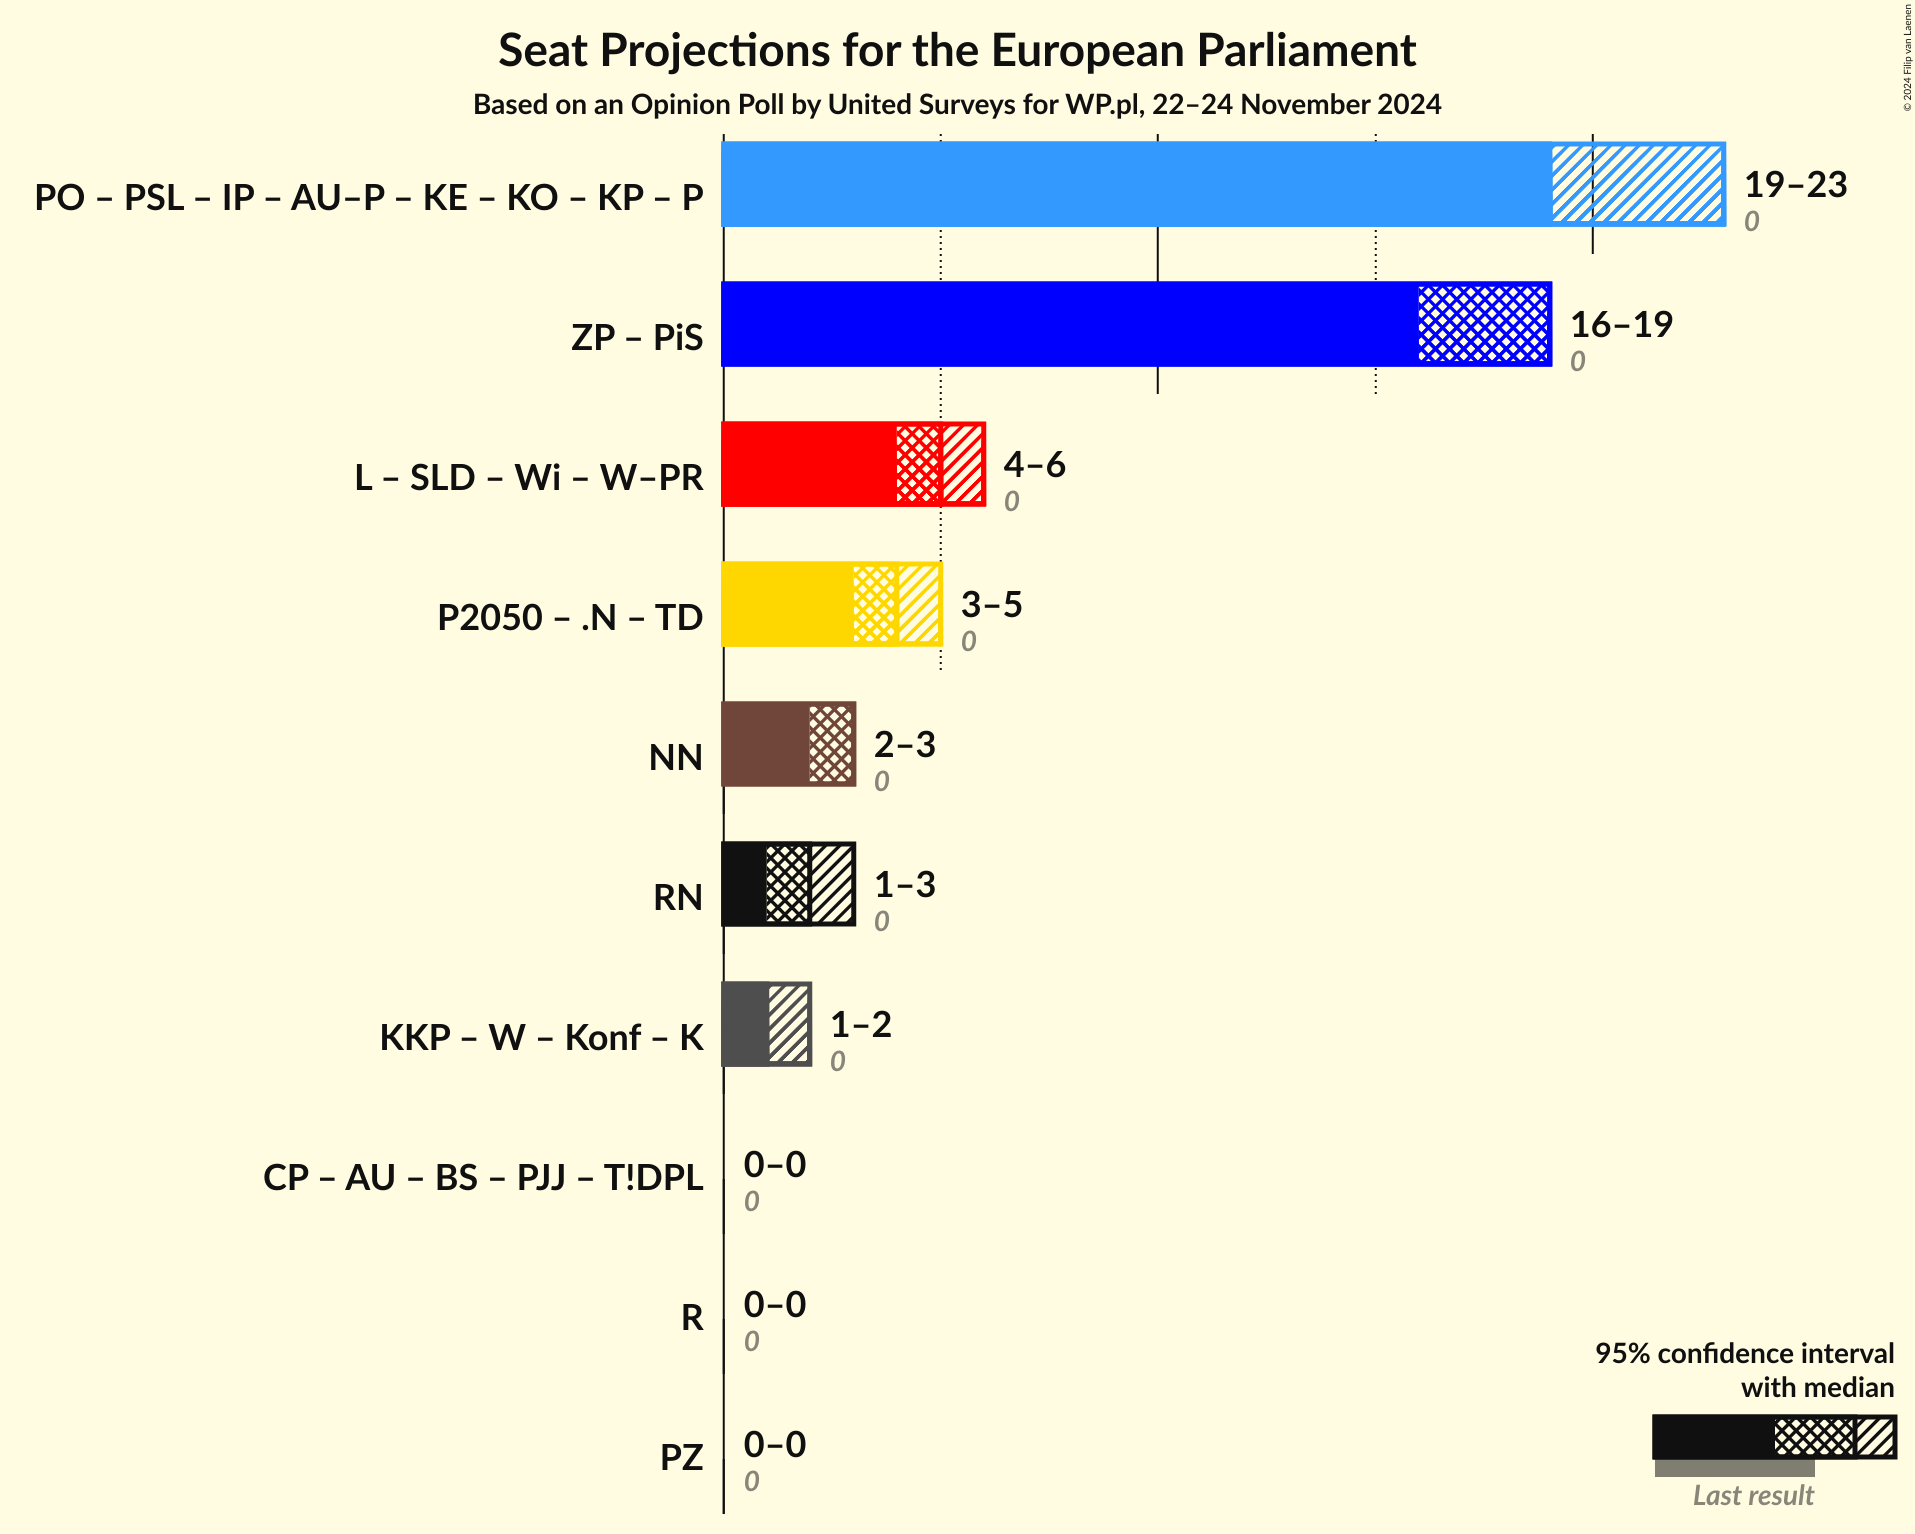 Seat Projections for the European Parliament
Based on an Opinion Poll by United Surveys for WP.pl, 22–24 November 2024
© 2024 Filip van Laenen
PO – PSL – IP – AU–P – KE – KO – KP – P
19–23
0
ZP – PiS
16–19
0
L – SLD – Wi – W–PR
4–6
0
P2050 – .N – TD
3–5
0
NN
2–3
0
RN
1–3
0
KKP – W – Konf – K
1–2
0
CP – AU – BS – PJJ – T!DPL
0–0
0
R
0–0
0
PZ
0–0
0
95% confidence interval
with median
Last result